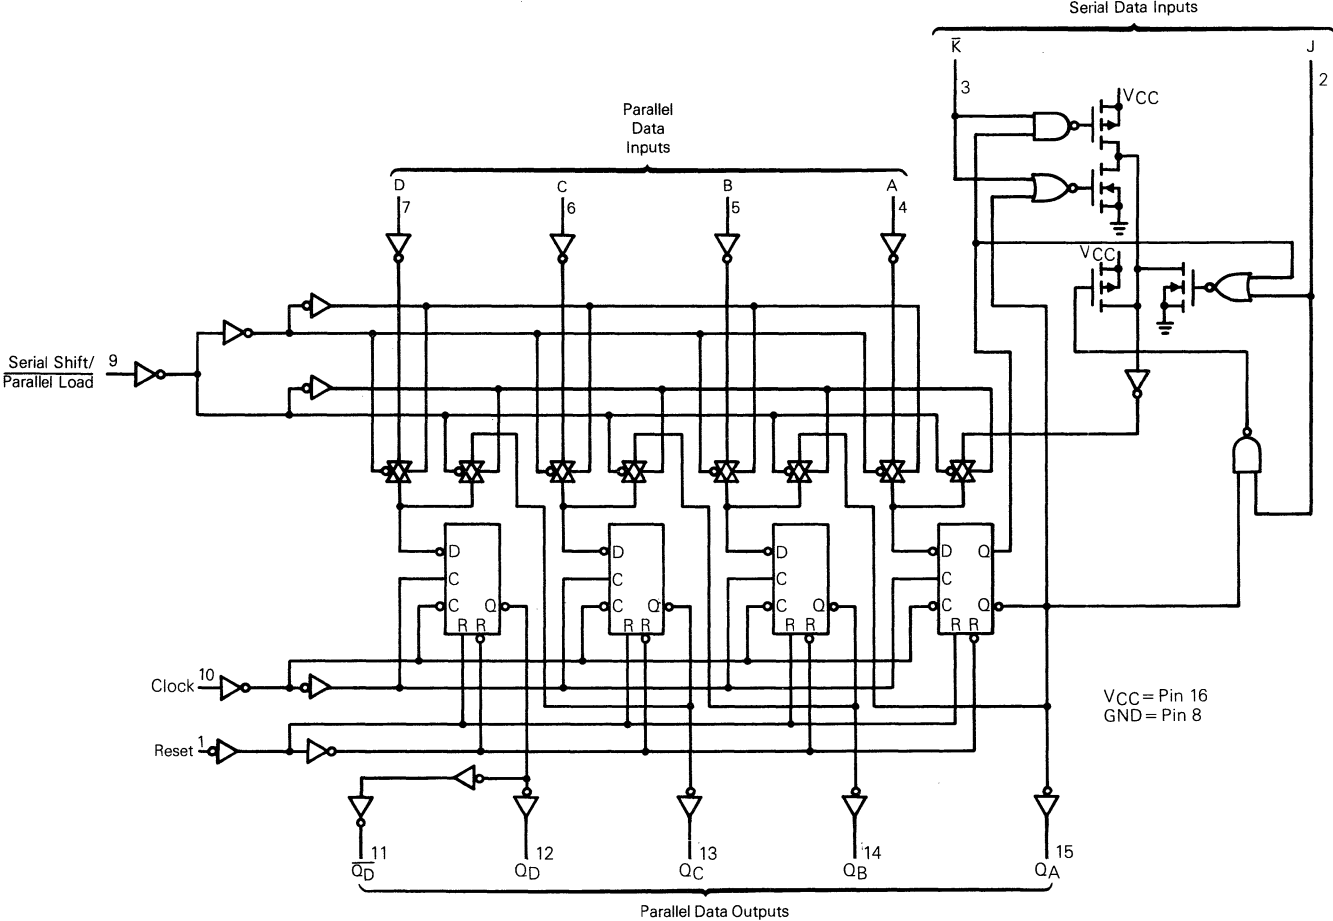 Serial Data Inputs
K̅
J
3
2
VCC
Parallel
Data
Inputs
D
C
B
A
7
6
5
4
VCC
Serial Shift/
P̅a̅r̅a̅l̅l̅e̅l̅ ̅L̅o̅a̅d̅
9
D
C
C
Q
R
R
D
C
C
Q
R
R
D
C
C
Q
R
R
D
Q
C
C
Q
R
R
Clock
10
VCC = Pin 16
GND = Pin 8
Reset
1
11
12
13
14
15
Q̅D̅
QD
QC
QB
QA
Parallel Data Outputs